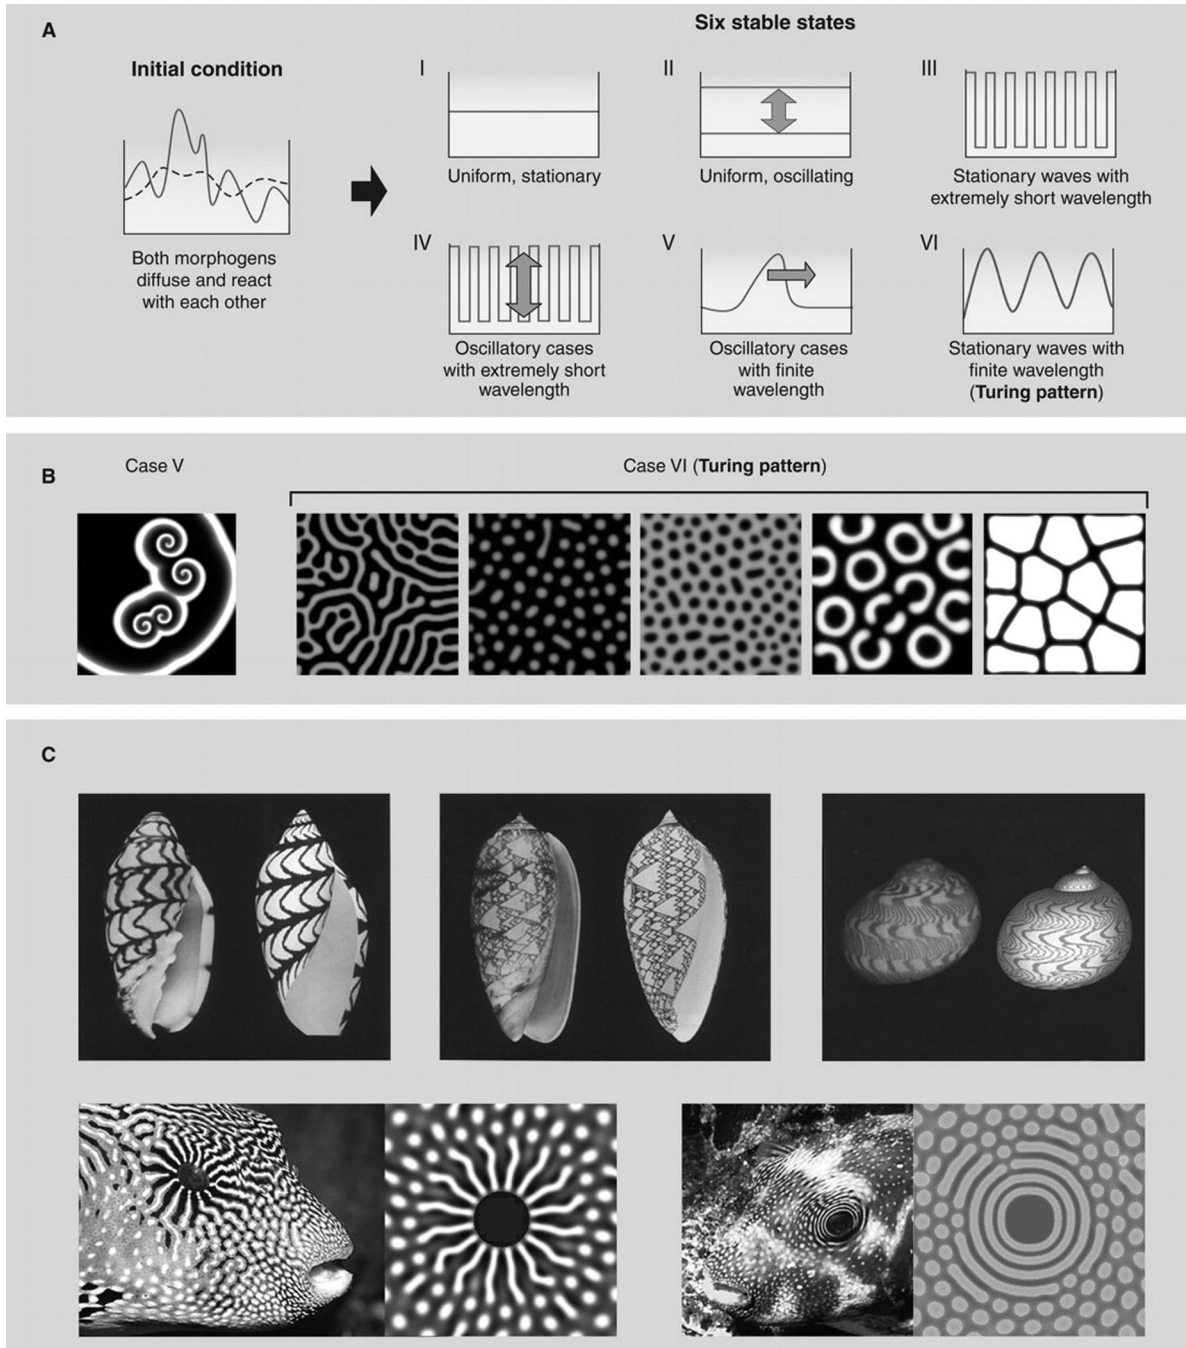 A
Six stable states
Initial condition
Both morphogens
diffuse and react
with each other
I
Uniform, stationary
II
Uniform, oscillating
III
Stationary waves with
extremely short wavelength
IV
Oscillatory cases
with extremely short
wavelength
V
Oscillatory cases
with finite
wavelength
VI
Stationary waves with
finite wavelength
(Turing pattern)
B
Case V
Case VI (Turing pattern)
C